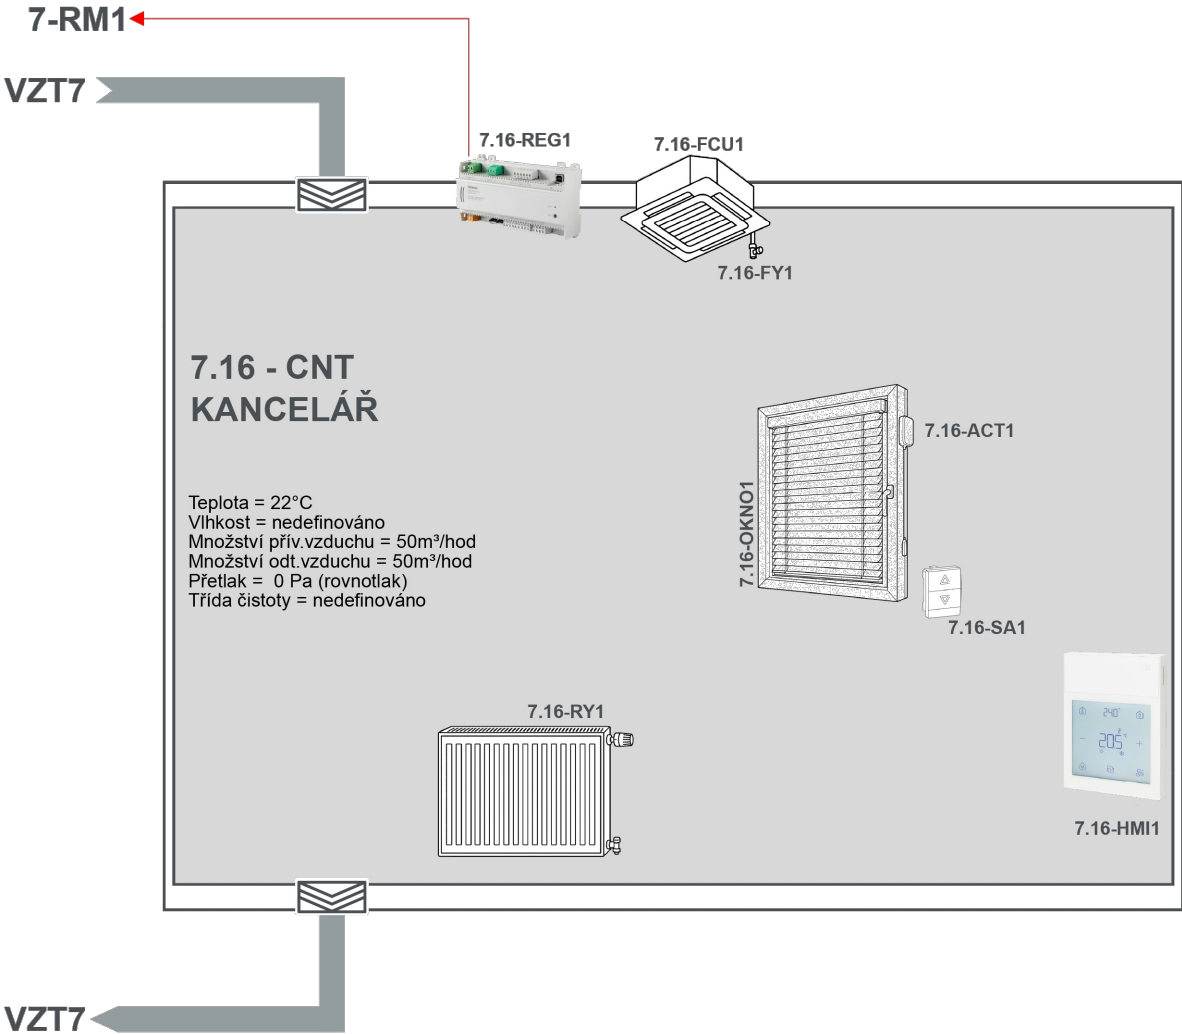 7-RM1
VZT7
7.16-REG1
7.16-FCU1
7.16-FY1
7.16 - CNT
KANCELÁŘ
7.16-ACT1
Teplota = 22°C
Vlhkost = nedefinováno
Množství přív.vzduchu = 50m³/hod
Množství odt.vzduchu = 50m³/hod
Přetlak =  0 Pa (rovnotlak)
Třída čistoty = nedefinováno
7.16-OKNO1
7.16-SA1
7.16-RY1
240
205
7.16-HMI1
VZT7